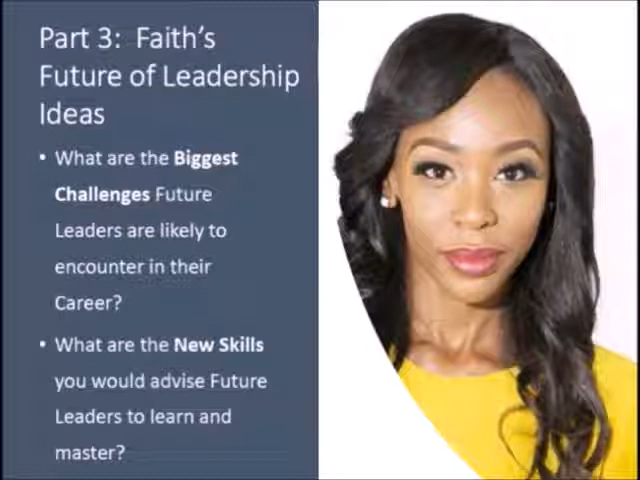 Part 3:  Faith's
Future of Leadership
Ideas
• What are the Biggest
Challenges Future
Leaders are likely to
encounter in their
Career?
• What are the New Skills
you would advise Future
Leaders to learn and
master?